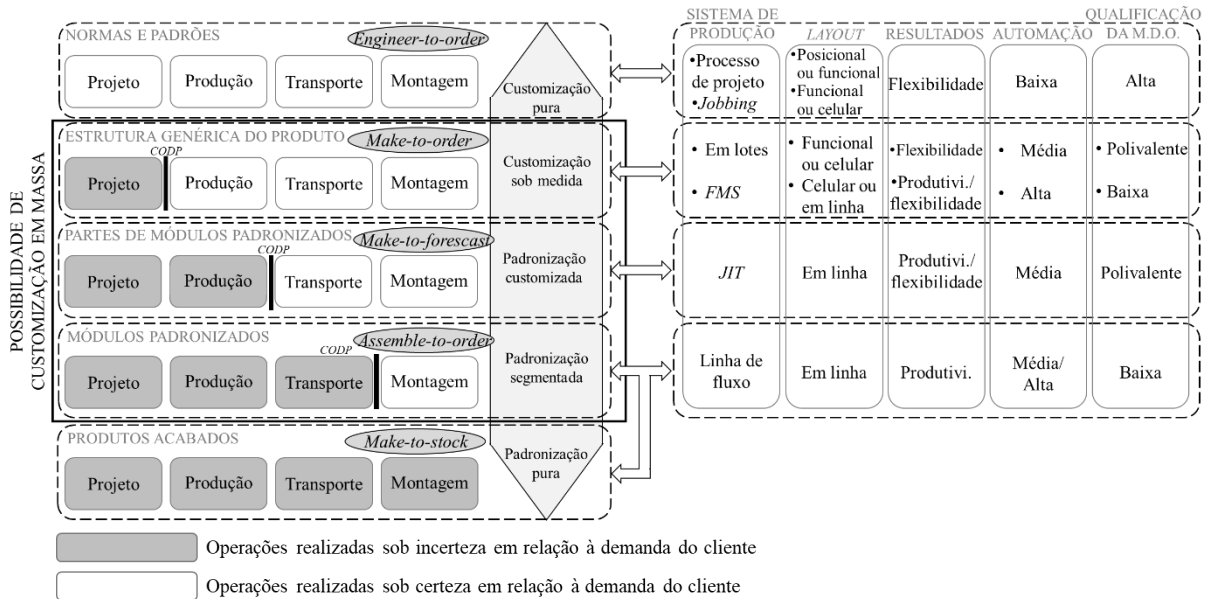 SISTEMA DE
PRODUÇÃO
LAYOUT
RESULTADOS
AUTOMAÇÃO
QUALIFICAÇÃO
DA M.D.O.
POSSIBILIDADE DE
CUSTOMIZAÇÃO EM MASSA
NORMAS E PADRÕES
Engineer-to-order
Projeto
Produção
Transporte
Montagem
Customização
pura
•Processo
de projeto
•Jobbing
•Posicional
ou funcional
•Funcional
ou celular
Flexibilidade
Baixa
Alta
ESTRUTURA GENÉRICA DO PRODUTO
Make-to-order
CODP
Projeto
Produção
Transporte
Montagem
Customização
sob medida
• Em lotes
• FMS
• Funcional
ou celular
• Celular ou
em linha
•Flexibilidade
•Produtivi./
flexibilidade
• Média
• Alta
• Polivalente
• Baixa
PARTES DE MÓDULOS PADRONIZADOS
Make-to-forescast
CODP
Projeto
Produção
Transporte
Montagem
Padronização
customizada
JIT
Em linha
Produtivi./
flexibilidade
Média
Polivalente
MÓDULOS PADRONIZADOS
Assemble-to-order
CODP
Projeto
Produção
Transporte
Montagem
Padronização
segmentada
Linha de
fluxo
Em linha
Produtivi.
Média/
Alta
Baixa
PRODUTOS ACABADOS
Make-to-stock
Projeto
Produção
Transporte
Montagem
Padronização
pura
Operações realizadas sob incerteza em relação à demanda do cliente
Operações realizadas sob certeza em relação à demanda do cliente